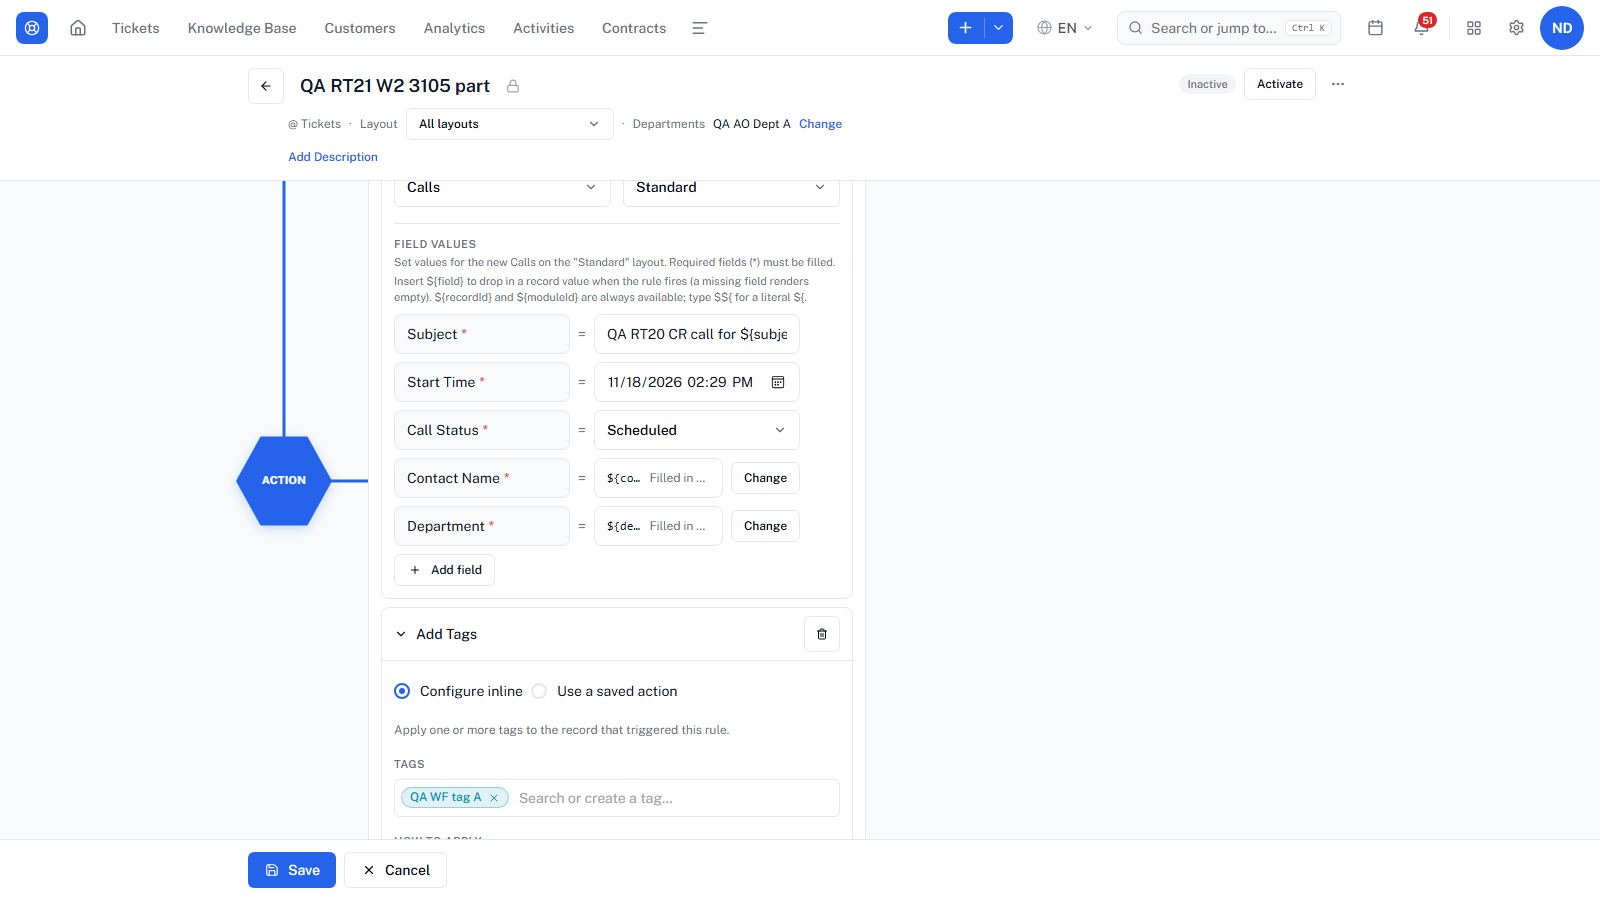 Tickets
Knowledge Base
Customers
Analytics
Activities
Contracts
EN
Search or jump to...
Ctrl K
51
ND
QA RT21 W2 3105 part
Inactive
Activate
@ Tickets · Layout
All layouts
· Departments QA AO Dept A Change
Add Description
Calls
Standard
FIELD VALUES
Set values for the new Calls on the "Standard" layout. Required fields (*) must be filled.
Insert ${field} to drop in a record value when the rule fires (a missing field renders
empty). ${recordId} and ${moduleId} are always available; type $${ for a literal ${.
Subject * = QA RT20 CR call for ${subje
Start Time * = 11/18/2026 02:29 PM
Call Status * = Scheduled
ACTION
Contact Name * = ${co… Filled in … Change
Department * = ${de… Filled in … Change
+ Add field
Add Tags
Configure inline
Use a saved action
Apply one or more tags to the record that triggered this rule.
TAGS
QA WF tag A
Search or create a tag...
HOW TO APPLY
Save
Cancel